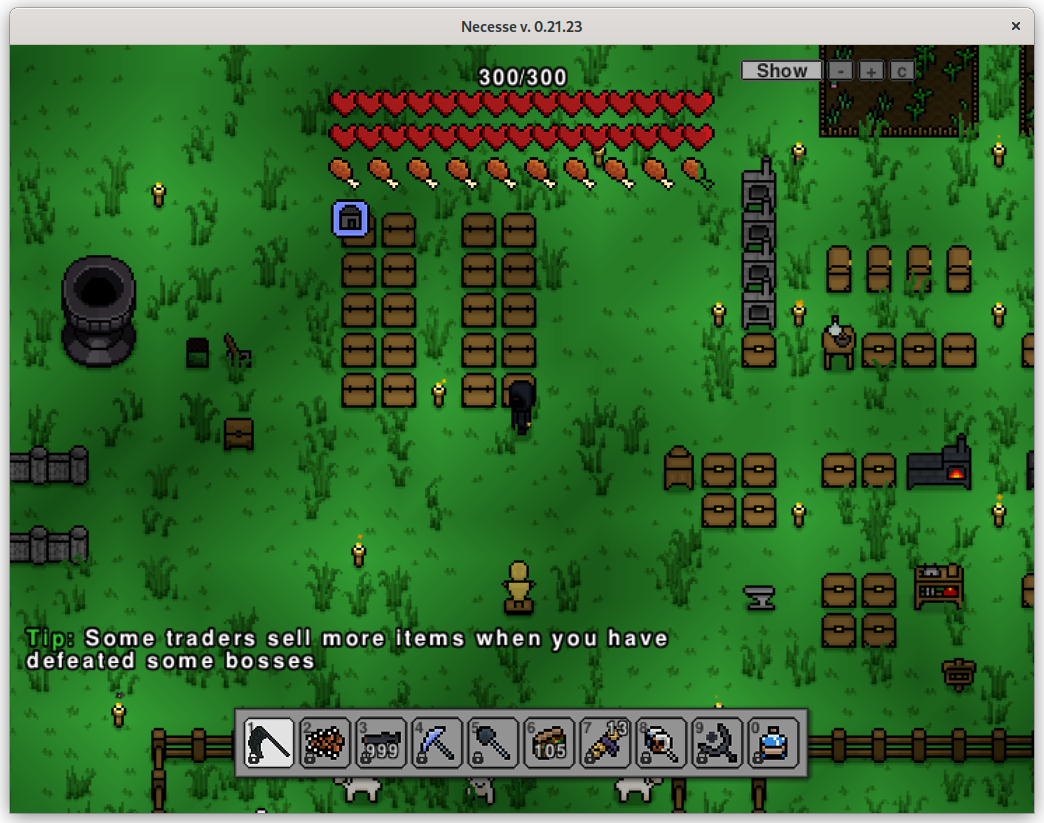 Necesse v. 0.21.23
×
300/300
Show - + c
Tip: Some traders sell more items when you have
defeated some bosses
1 2 3 4 5 6 7 13 8 9 0
999 105